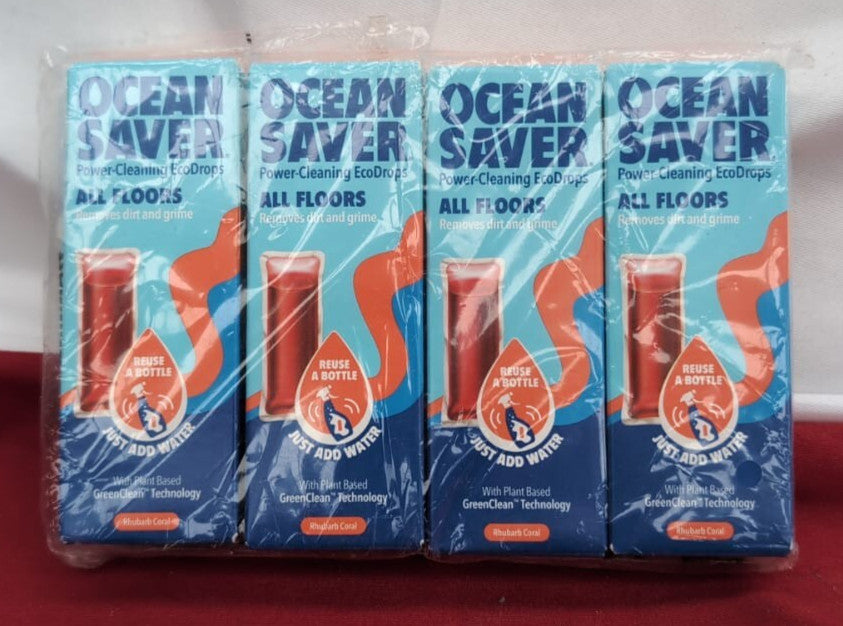 OCEAN
SAVER
Power-Cleaning EcoDrops
ALL FLOORS
Removes dirt and grime
REUSE
A BOTTLE
JUST ADD WATER
With Plant Based
GreenClean™ Technology
Rhubarb Coral
OCEAN
SAVER
Power-Cleaning EcoDrops
ALL FLOORS
Removes dirt and grime
REUSE
A BOTTLE
JUST ADD WATER
With Plant Based
GreenClean™ Technology
Rhubarb Coral
OCEAN
SAVER
Power-Cleaning EcoDrops
ALL FLOORS
Removes dirt and grime
REUSE
A BOTTLE
JUST ADD WATER
With Plant Based
GreenClean™ Technology
Rhubarb Coral
OCEAN
SAVER
Power-Cleaning EcoDrops
ALL FLOORS
Removes dirt and grime
REUSE
A BOTTLE
JUST ADD WATER
With Plant Based
GreenClean™ Technology
Rhubarb Coral